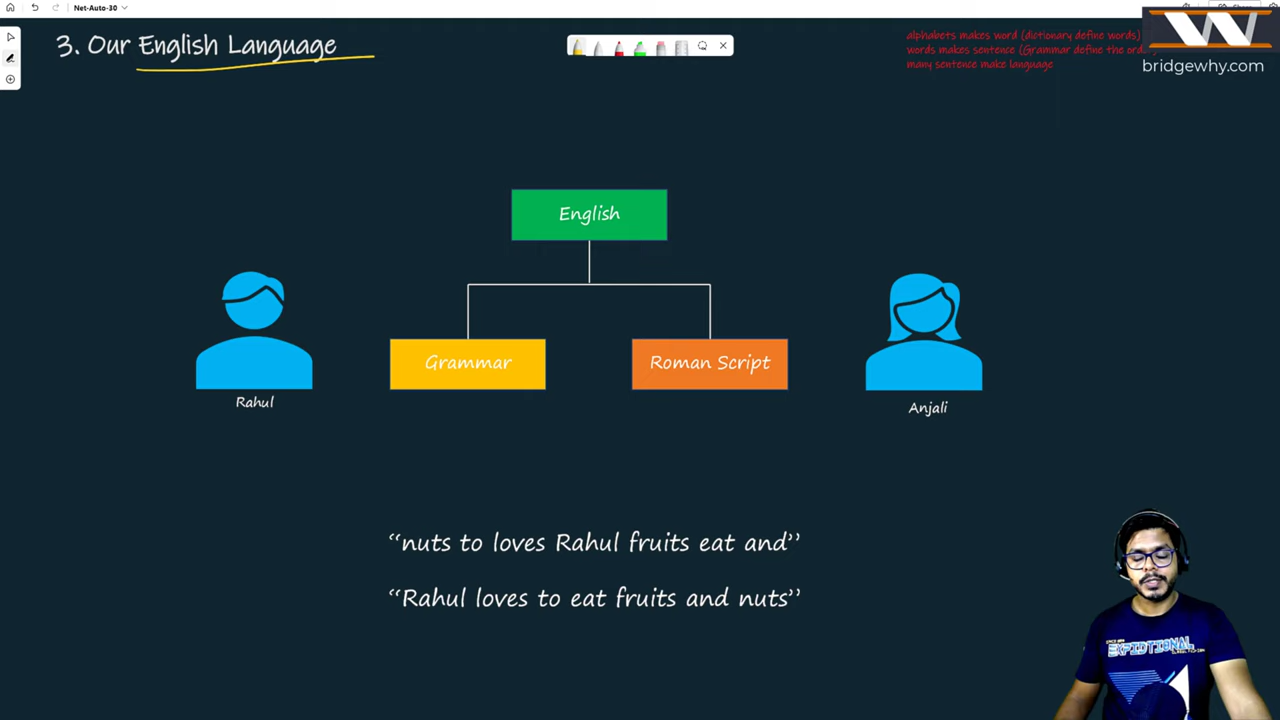 Net-Auto-30
3. Our English Language
alphabets makes word (dictionary define words)
words makes sentence (Grammar define the
many sentence make language
bridgewhy.com
English
Grammar
Roman Script
Rahul
Anjali
“nuts to loves Rahul fruits eat and”
“Rahul loves to eat fruits and nuts”
EXPIDTIONAL